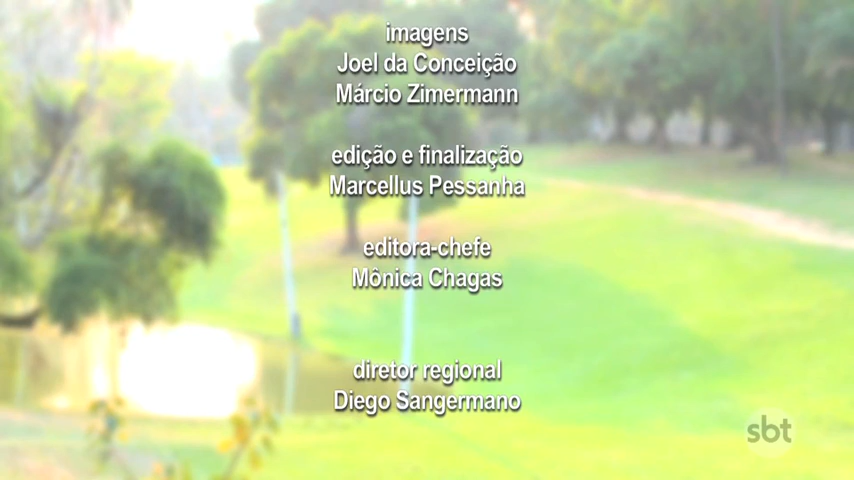 imagens
Joel da Conceição
Márcio Zimermann
edição e finalização
Marcellus Pessanha
editora-chefe
Mônica Chagas
diretor regional
Diego Sangermano
sbt